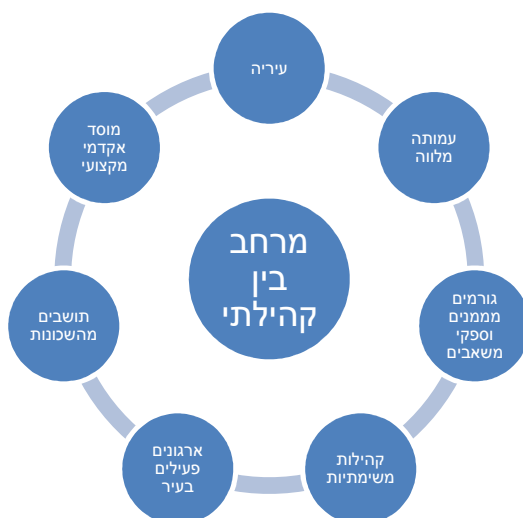 עיריה
עמותה
מלווה
גורמים
מממנים
וספקי
משאבים
קהילות
משימתיות
ארגונים
פעילים
בעיר
תושבים
מהשכונות
מוסד
אקדמי
מקצועי
מרחב
בין
קהילתי